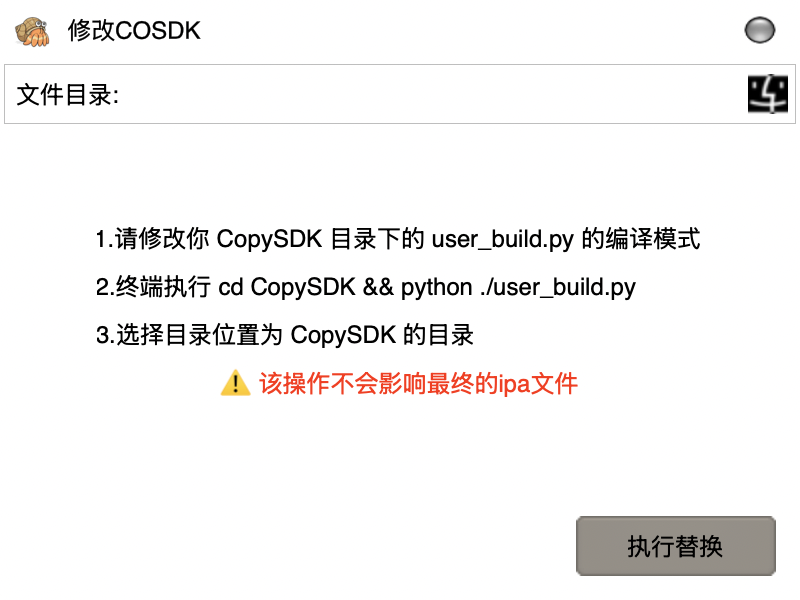 修改COSDK
文件目录:
1.请修改你 CopySDK 目录下的 user_build.py 的编译模式
2.终端执行 cd CopySDK && python ./user_build.py
3.选择目录位置为 CopySDK 的目录
⚠️ 该操作不会影响最终的ipa文件
执行替换